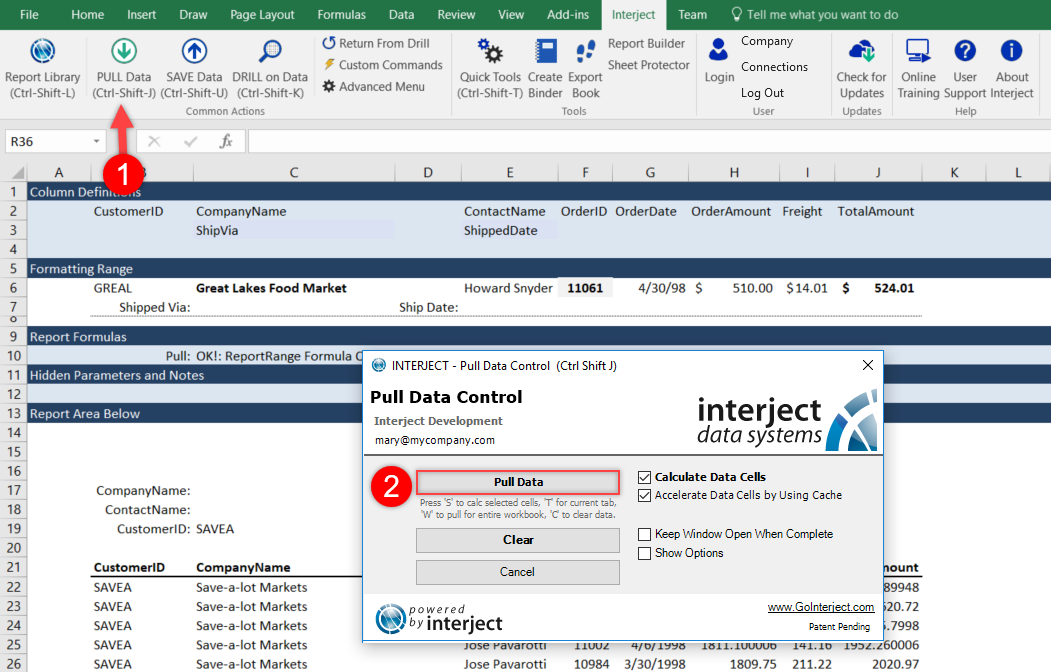 File Home Insert Draw Page Layout Formulas Data Review View Add-ins Interject Team Tell me what you want to do
Report Library (Ctrl-Shift-L)
PULL Data (Ctrl-Shift-J)
SAVE Data (Ctrl-Shift-U)
DRILL on Data (Ctrl-Shift-K)
Common Actions
Return From Drill
Custom Commands
Advanced Menu
Quick Tools (Ctrl-Shift-T)
Create Binder
Export Book
Report Builder
Sheet Protector
Tools
Login
Company
Connections
Log Out
User
Check for Updates
Updates
Online Training
User Support
About Interject
Help
1
R36 fx
A C D E F G H I J K L
1 Column Definitions
2 CustomerID CompanyName ContactName OrderID OrderDate OrderAmount Freight TotalAmount
3 ShipVia ShippedDate
4
5 Formatting Range
6 GREAL Great Lakes Food Market Howard Snyder 11061 4/30/98 $ 510.00 $14.01 $ 524.01
7 Shipped Via: Ship Date:
8
9 Report Formulas
10 Pull: OK!: ReportRange Formula
11 Hidden Parameters and Notes
12
13 Report Area Below
14
15
16
17 CompanyName:
18 ContactName:
19 CustomerID: SAVEA
20
21 CustomerID CompanyName mount
22 SAVEA Save-a-lot Markets 89948
23 SAVEA Save-a-lot Markets 620.72
24 SAVEA Save-a-lot Markets .7998
25 SAVEA Save-a-lot Markets Jose Pavarotti 11002 4/6/1998 1811.100006 141.16 1952.260006
26 SAVEA Save-a-lot Markets Jose Pavarotti 10984 3/30/1998 1809.75 211.22 2020.97
INTERJECT - Pull Data Control (Ctrl Shift J)
Pull Data Control
Interject Development
mary@mycompany.com
interject
data systems
2
Pull Data
Press 'S' to calc selected cells, 'T' for current tab,
'W' to pull for entire workbook, 'C' to clear data.
Clear
Cancel
Calculate Data Cells
Accelerate Data Cells by Using Cache
Keep Window Open When Complete
Show Options
powered
by interject
www.GoInterject.com
Patent Pending